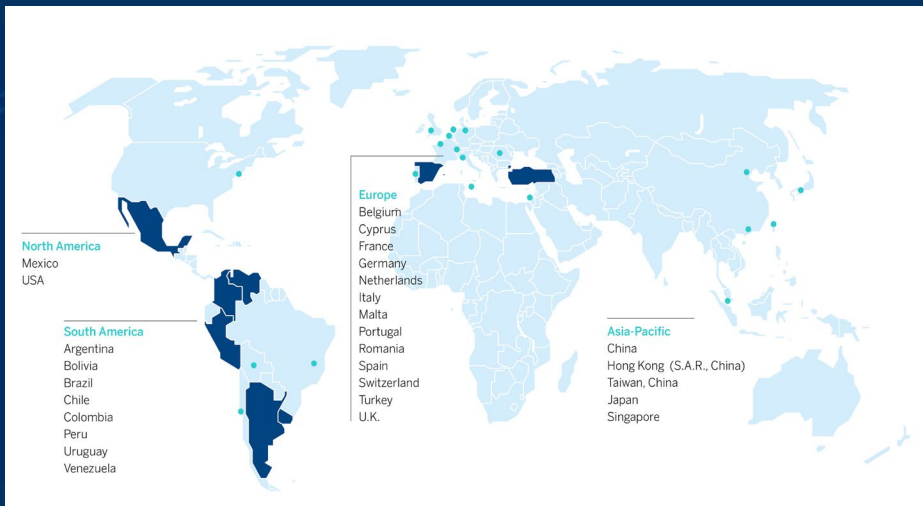 North America
Mexico
USA
South America
Argentina
Bolivia
Brazil
Chile
Colombia
Peru
Uruguay
Venezuela
Europe
Belgium
Cyprus
France
Germany
Netherlands
Italy
Malta
Portugal
Romania
Spain
Switzerland
Turkey
U.K.
Asia-Pacific
China
Hong Kong (S.A.R., China)
Taiwan, China
Japan
Singapore